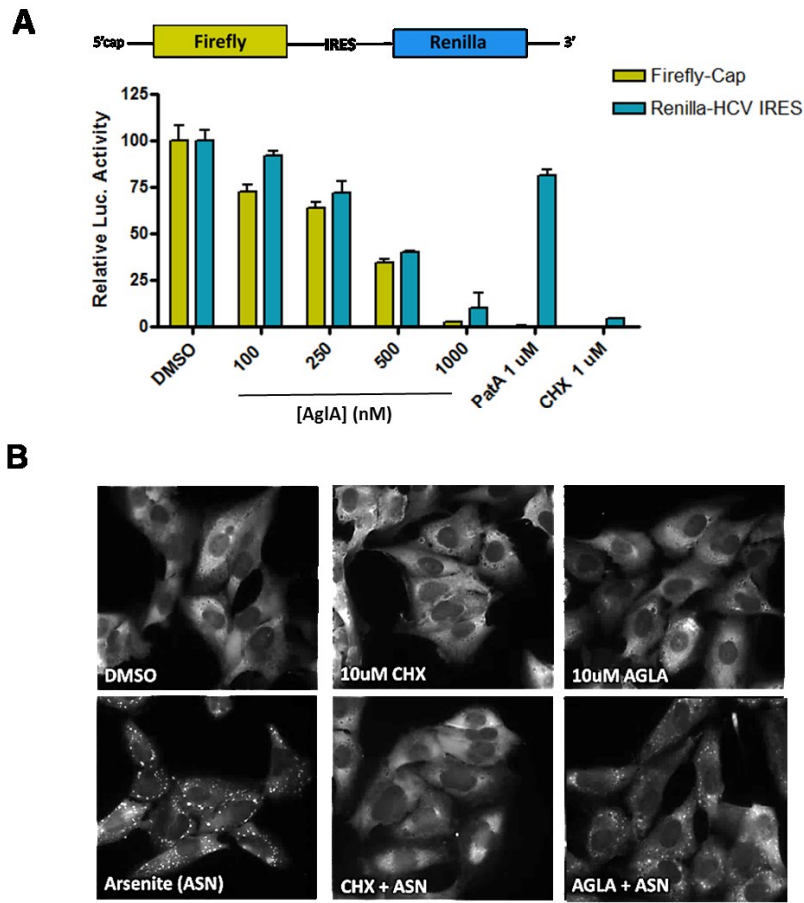 A
5'cap Firefly IRES Renilla 3'
Firefly-Cap
Renilla-HCV IRES
Relative Luc. Activity
125
100
75
50
25
0
DMSO 100 250 500 1000 PatA 1 uM CHX 1 uM
[AglA] (nM)
B
DMSO
10uM CHX
10uM AGLA
Arsenite (ASN)
CHX + ASN
AGLA + ASN